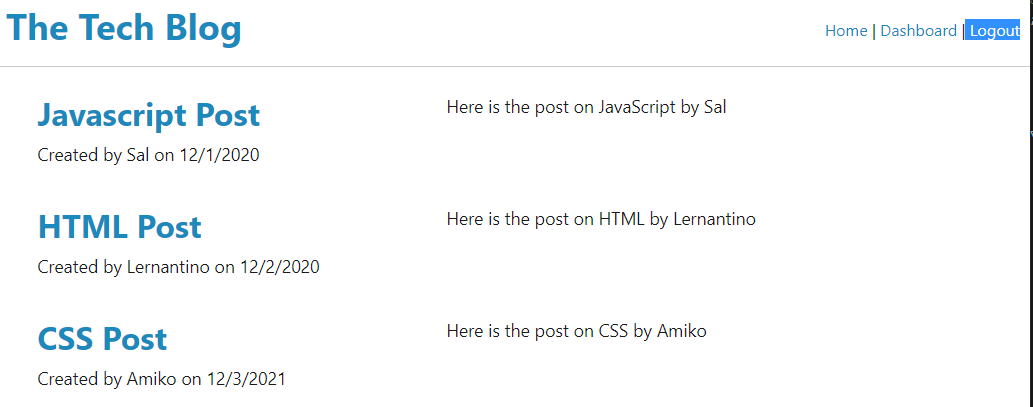 The Tech Blog
Home | Dashboard | Logout
Javascript Post
Here is the post on JavaScript by Sal
Created by Sal on 12/1/2020
HTML Post
Here is the post on HTML by Lernantino
Created by Lernantino on 12/2/2020
CSS Post
Here is the post on CSS by Amiko
Created by Amiko on 12/3/2021